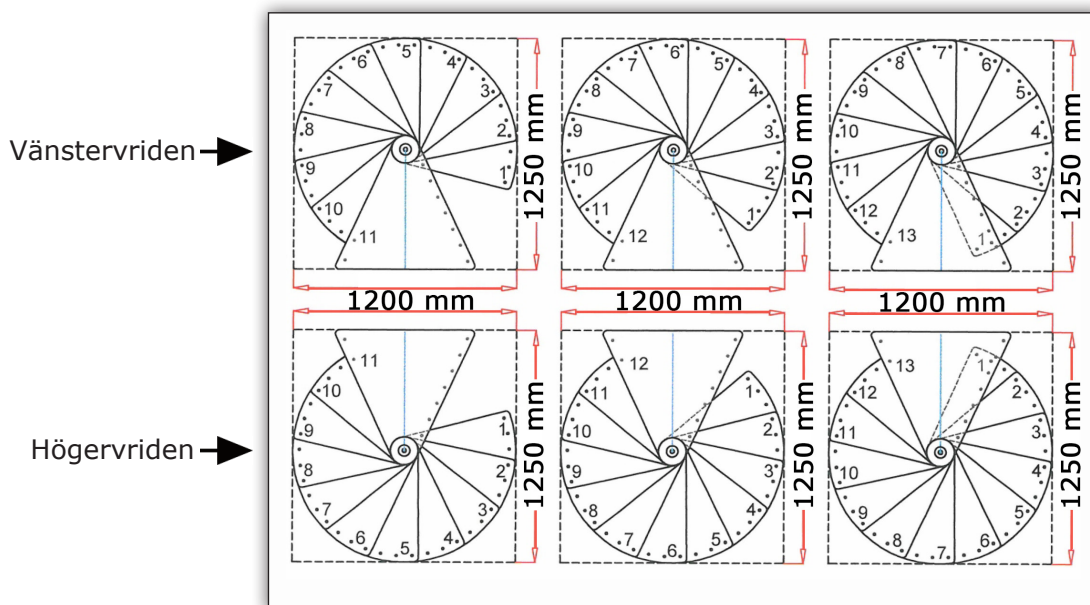 Vänstervriden
5 4 3 2 1 6 7 8 9 10 11
1250 mm
6 5 4 3 2 1 7 8 9 10 11 12
1250 mm
7 6 5 4 3 2 1 8 9 10 11 12 13
1250 mm
1200 mm
1200 mm
1200 mm
Högervriden
11 10 9 8 7 6 5 4 3 2 1
1250 mm
12 11 10 9 8 7 6 5 4 3 2 1
1250 mm
13 12 11 10 9 8 7 6 5 4 3 2 1
1250 mm